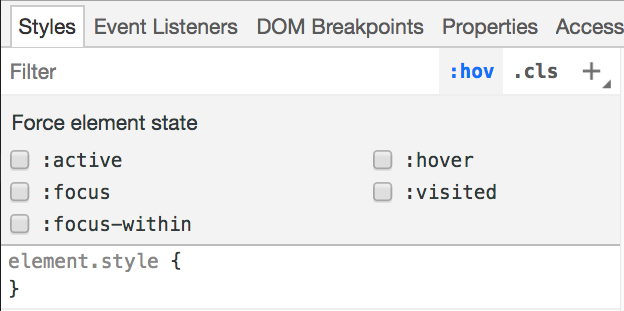 Styles Event Listeners DOM Breakpoints Properties Access
Filter :hov .cls +
Force element state
:active :hover
:focus :visited
:focus-within
element.style {
}